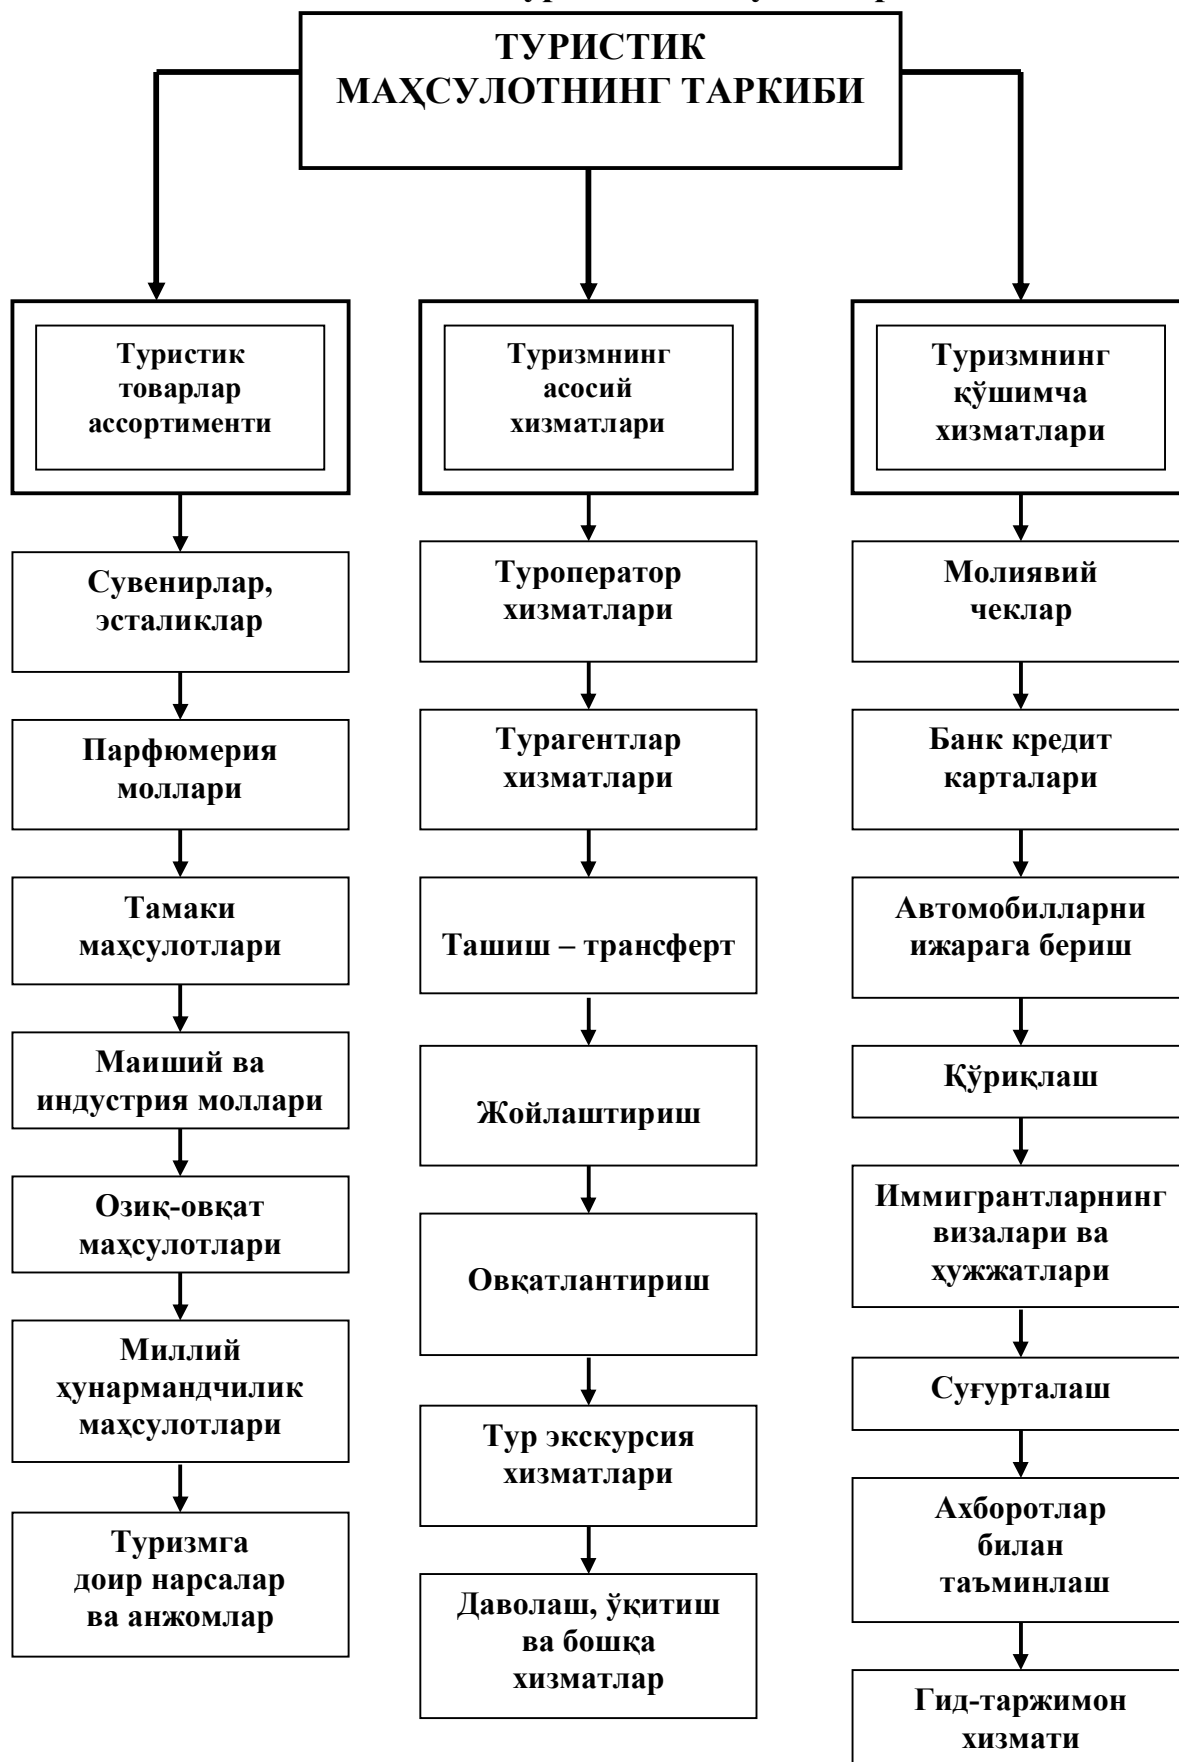 ТУРИСТИК
МАҲСУЛОТНИНГ ТАРКИБИ
Туристик
товарлар
ассортименти
Сувенирлар,
эсталиклар
Парфюмерия
моллари
Тамаки
маҳсулотлари
Маиший ва
индустрия моллари
Озиқ-овқат
маҳсулотлари
Миллий
ҳунармандчилик
маҳсулотлари
Туризмга
доир нарсалар
ва анжомлар
Туризмнинг
асосий
хизматлари
Туроператор
хизматлари
Турагентлар
хизматлари
Ташиш – трансферт
Жойлаштириш
Овқатлантириш
Тур экскурсия
хизматлари
Даволаш, ўқитиш
ва бошқа
хизматлар
Туризмнинг
қўшимча
хизматлари
Молиявий
чеклар
Банк кредит
карталари
Автомобилларни
ижарага бериш
Қўриқлаш
Иммигрантларнинг
визалари ва
ҳужжатлари
Суғурталаш
Ахборотлар
билан
таъминлаш
Гид-таржимон
хизмати